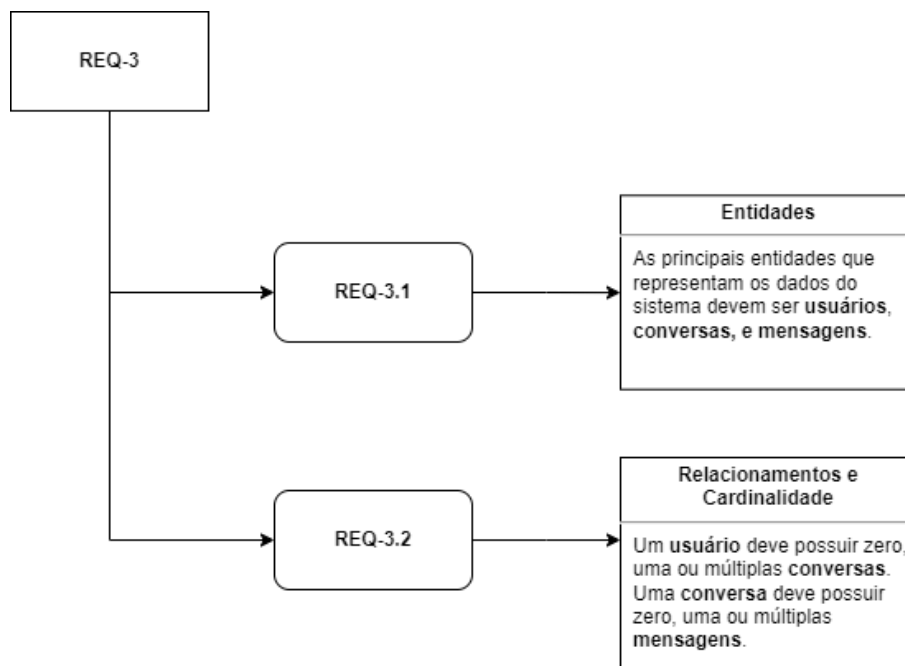 REQ-3
REQ-3.1
Entidades
As principais entidades que
representam os dados do
sistema devem ser usuários,
conversas, e mensagens.
REQ-3.2
Relacionamentos e
Cardinalidade
Um usuário deve possuir zero,
uma ou múltiplas conversas.
Uma conversa deve possuir
zero, uma ou múltiplas
mensagens.